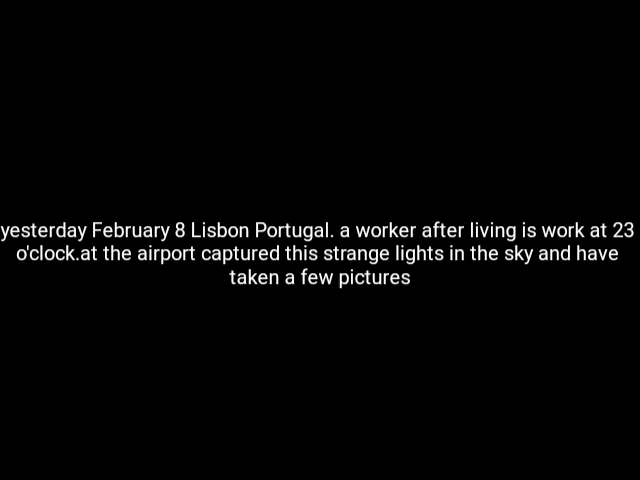 yesterday February 8 Lisbon Portugal. a worker after living is work at 23
o'clock.at the airport captured this strange lights in the sky and have
taken a few pictures